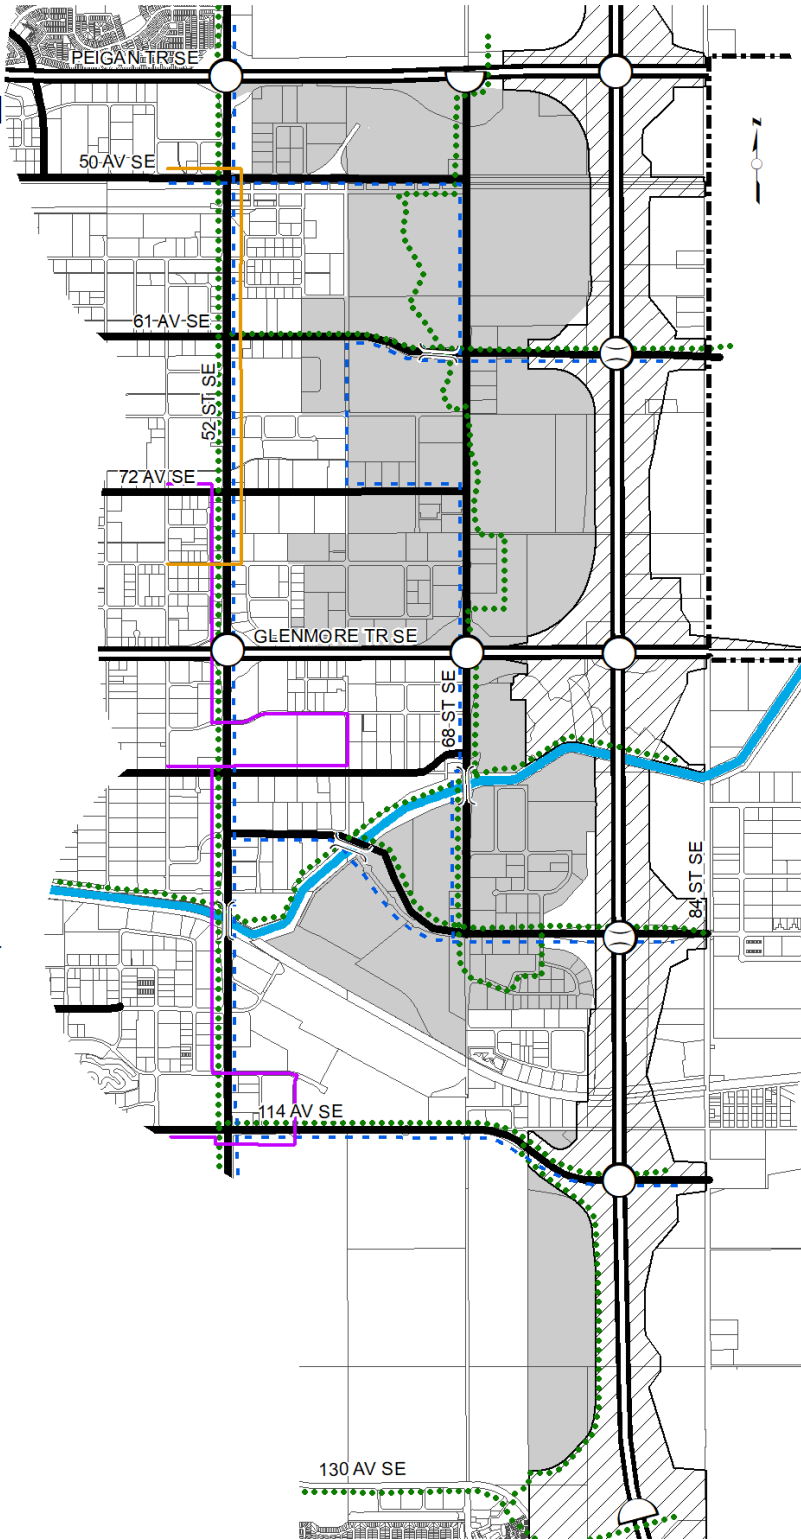 PEIGAN TR SE
N
50 AV SE
61 AV SE
52 ST SE
72 AV SE
GLENMORE TR SE
68 ST SE
84 ST SE
114 AV SE
130 AV SE